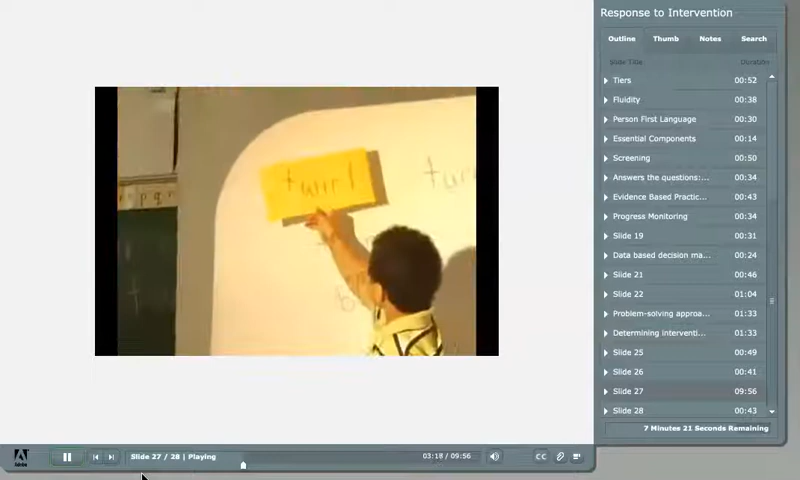 Response to Intervention
Outline Thumb Notes Search
Slide Title Duration
Tiers 00:52
Fluidity 00:38
Person First Language 00:30
Essential Components 00:14
Screening 00:50
Answers the questions:... 00:34
Evidence Based Practic... 00:43
Progress Monitoring 00:34
Slide 19 00:31
Data based decision ma... 00:24
Slide 21 00:46
Slide 22 01:04
Problem-solving approa... 01:33
Determining interventi... 01:33
Slide 25 00:49
Slide 26 00:41
Slide 27 09:56
Slide 28 00:43
7 Minutes 21 Seconds Remaining
twirl
p q r
Adobe
Slide 27 / 28 | Playing
03:18 / 09:56
CC